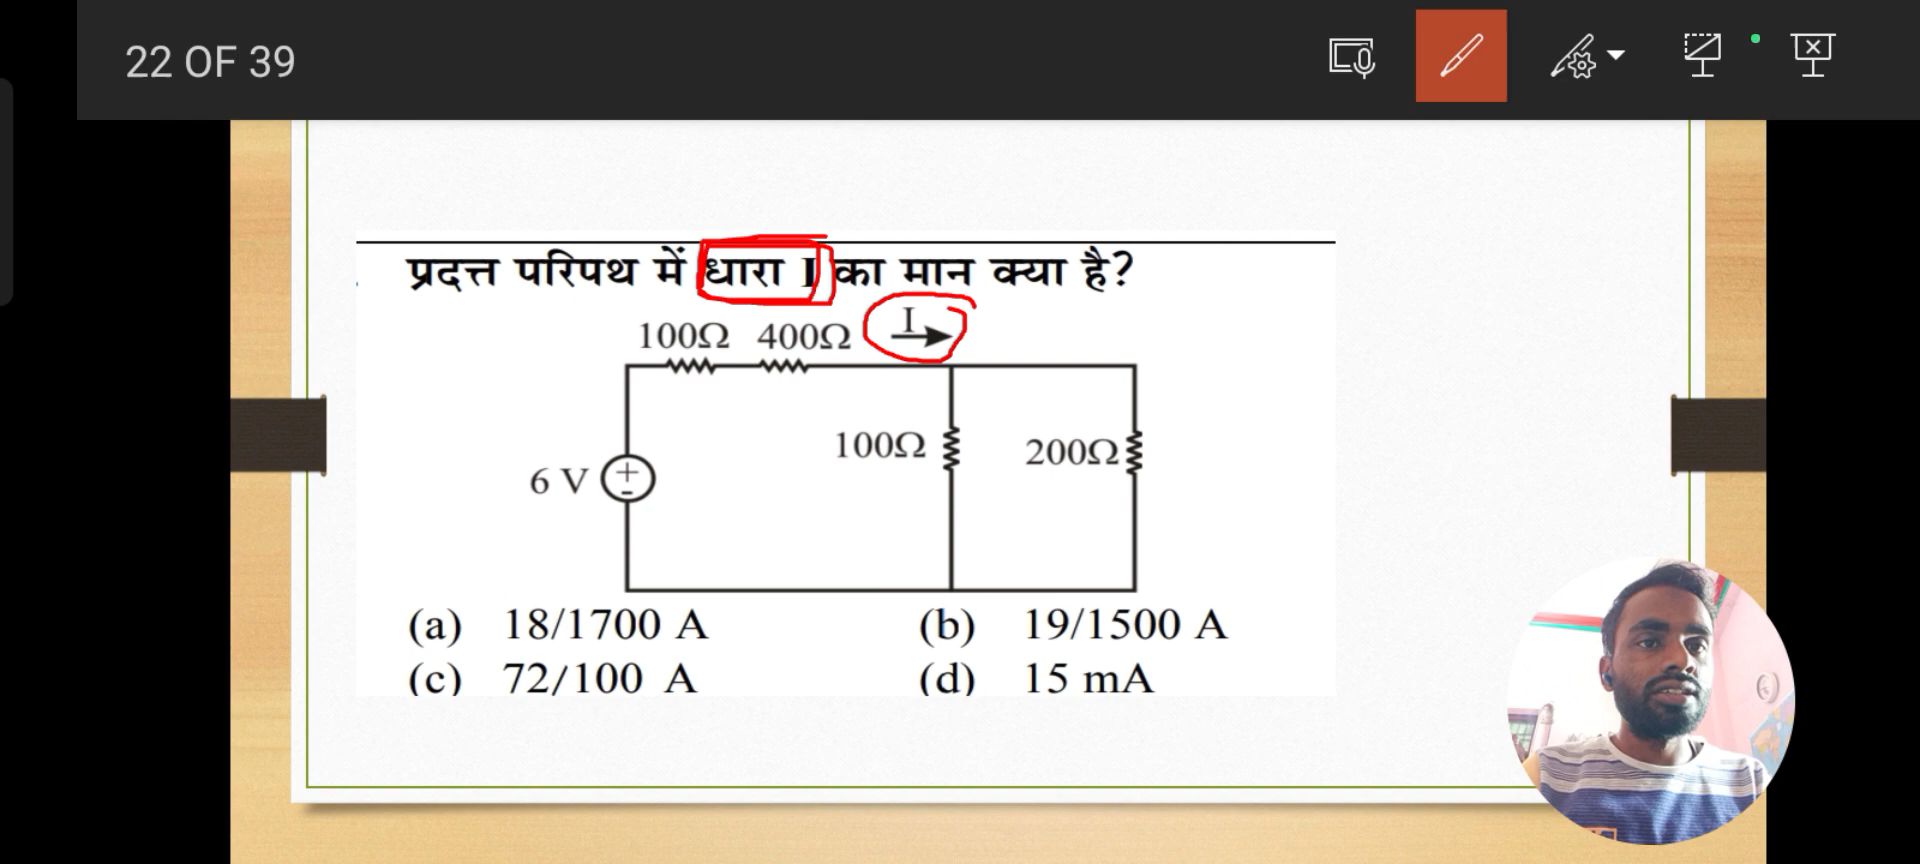 22 OF 39
प्रदत्त परिपथ में धारा I का मान क्या है?
100Ω 400Ω I
100Ω 200Ω
6 V + -
(a) 18/1700 A (b) 19/1500 A
(c) 72/100 A (d) 15 mA